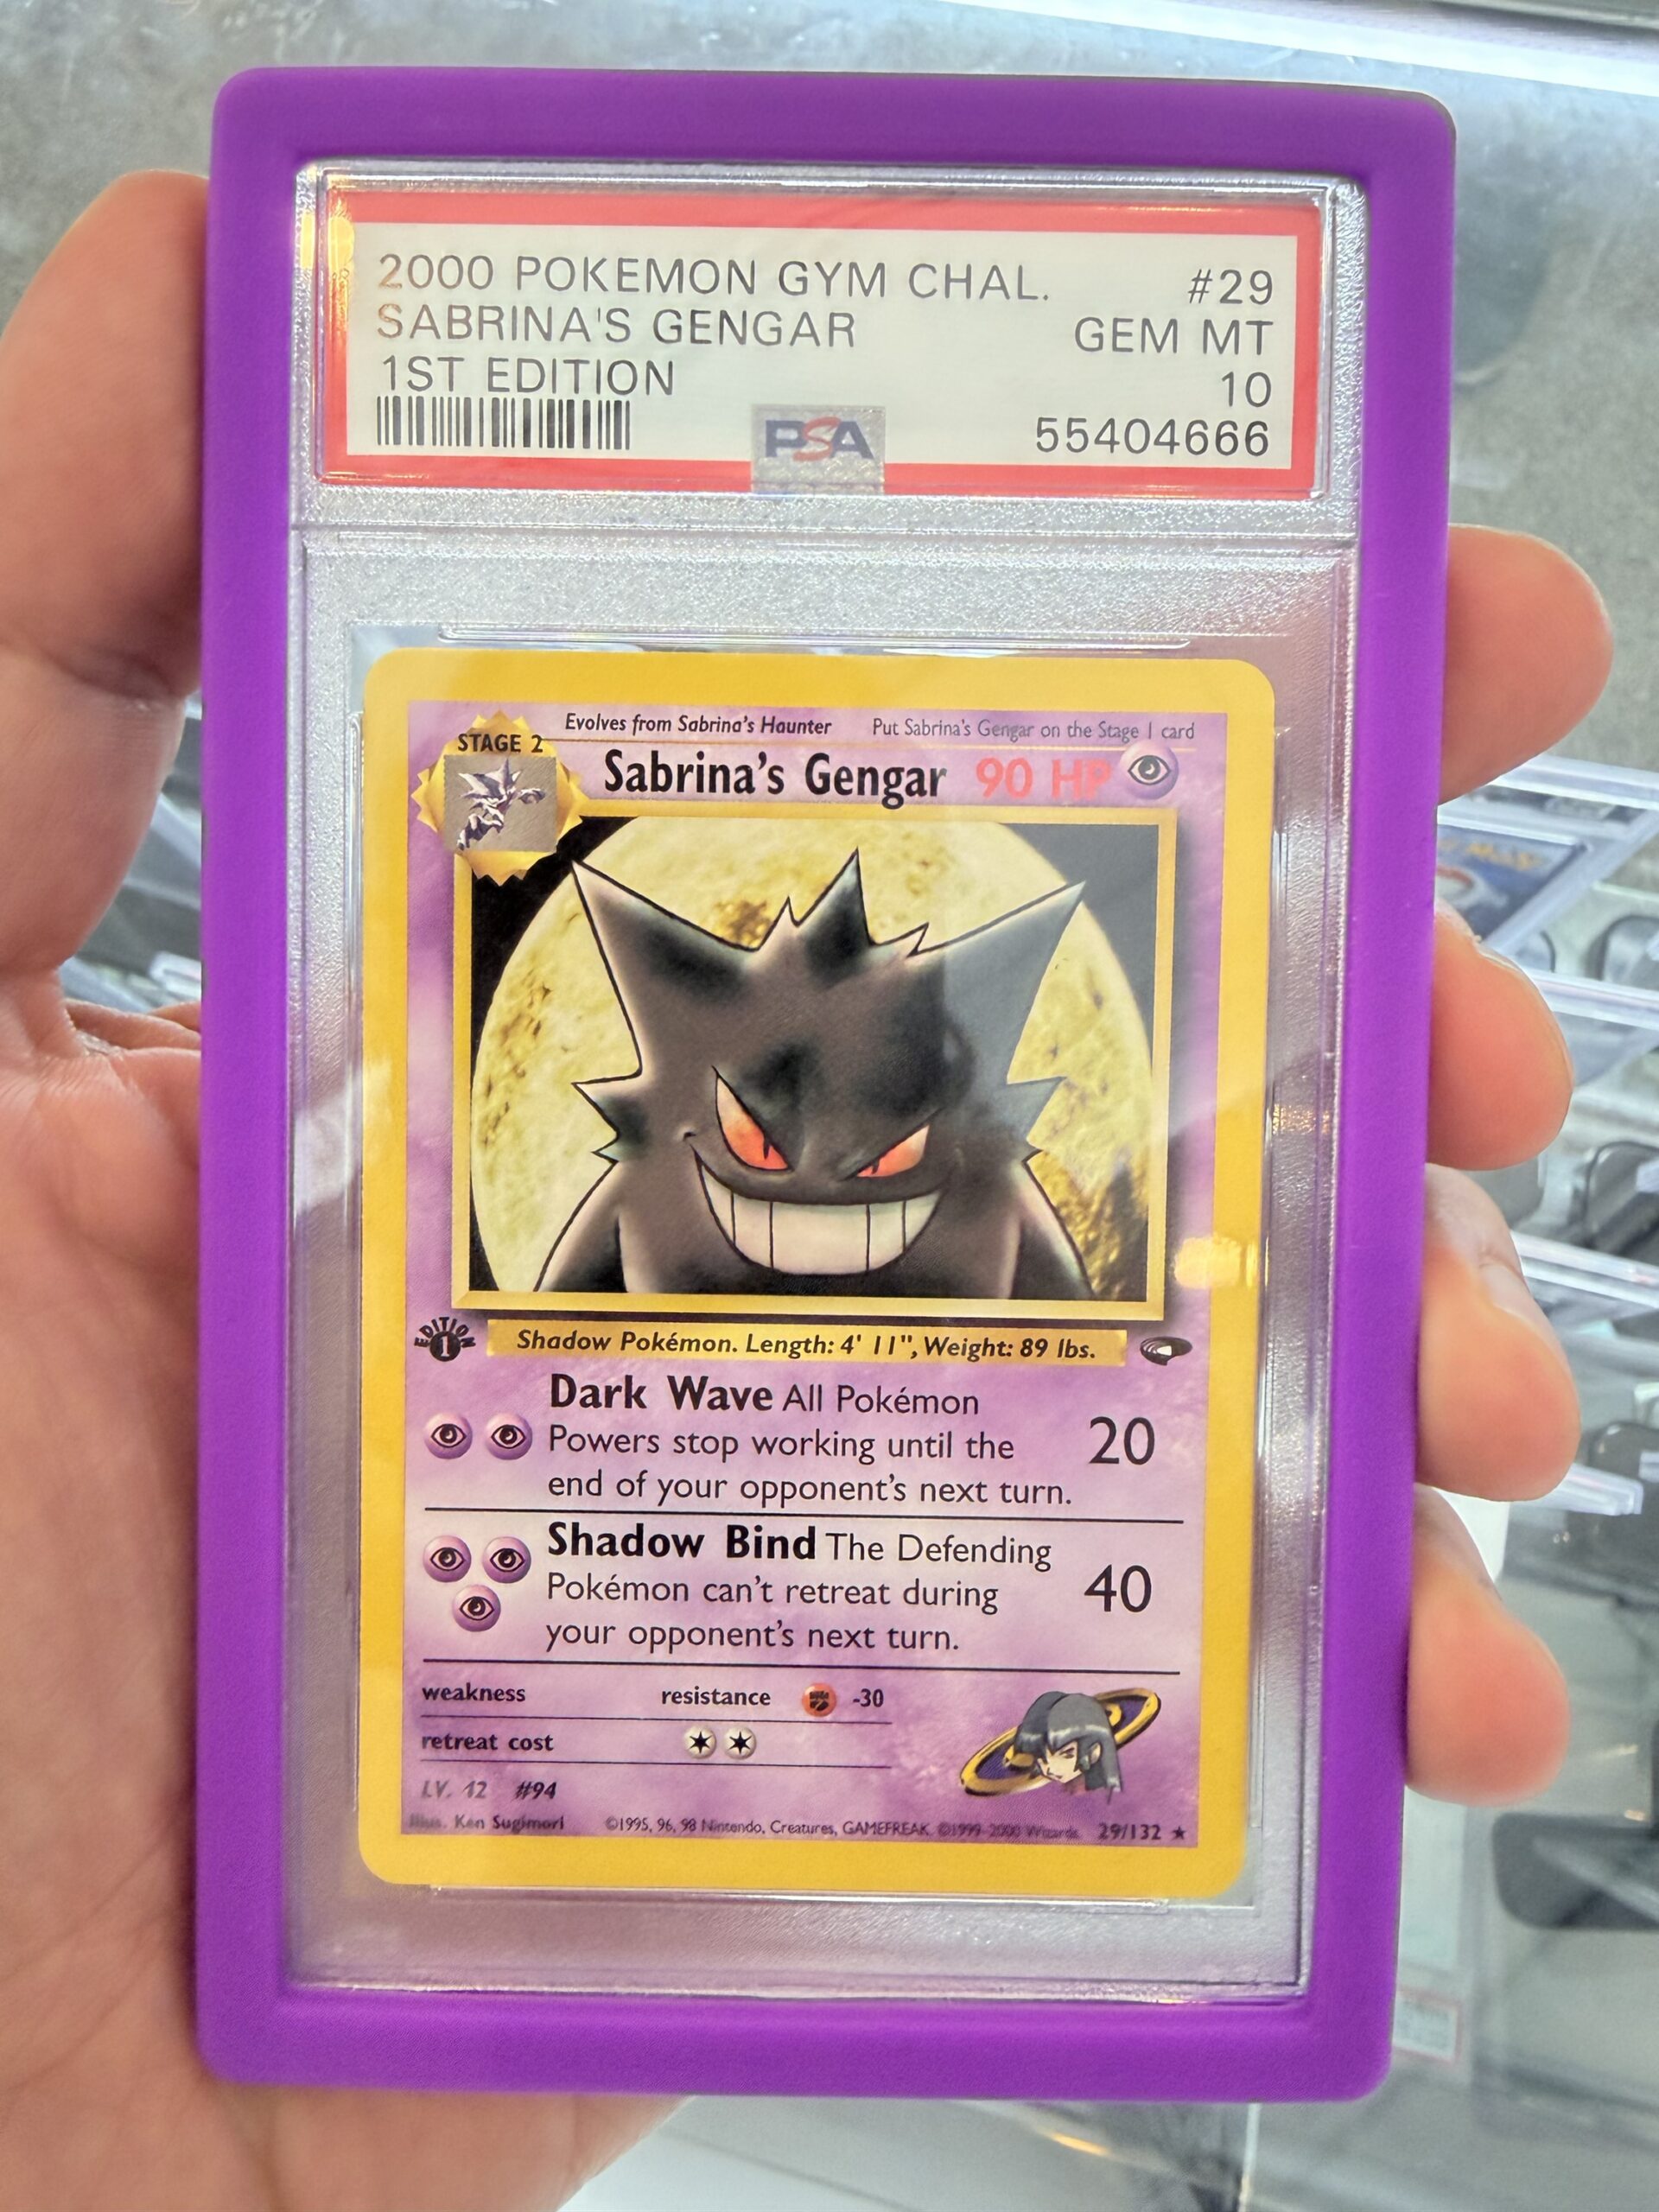 2000 POKEMON GYM CHAL. #29
SABRINA'S GENGAR GEM MT
1ST EDITION 10
PSA 55404666
Evolves from Sabrina's Haunter Put Sabrina's Gengar on the Stage 1 card
STAGE 2
Sabrina's Gengar 90 HP
EDITION 1
Shadow Pokémon. Length: 4' 11", Weight: 89 lbs.
Dark Wave All Pokémon
Powers stop working until the 20
end of your opponent's next turn.
Shadow Bind The Defending
Pokémon can't retreat during 40
your opponent's next turn.
weakness resistance -30
retreat cost
LV. 12 #94
Illus. Ken Sugimori ©1995, 96, 98 Nintendo, Creatures, GAMEFREAK. ©1999-2000 Wizards. 29/132 ★